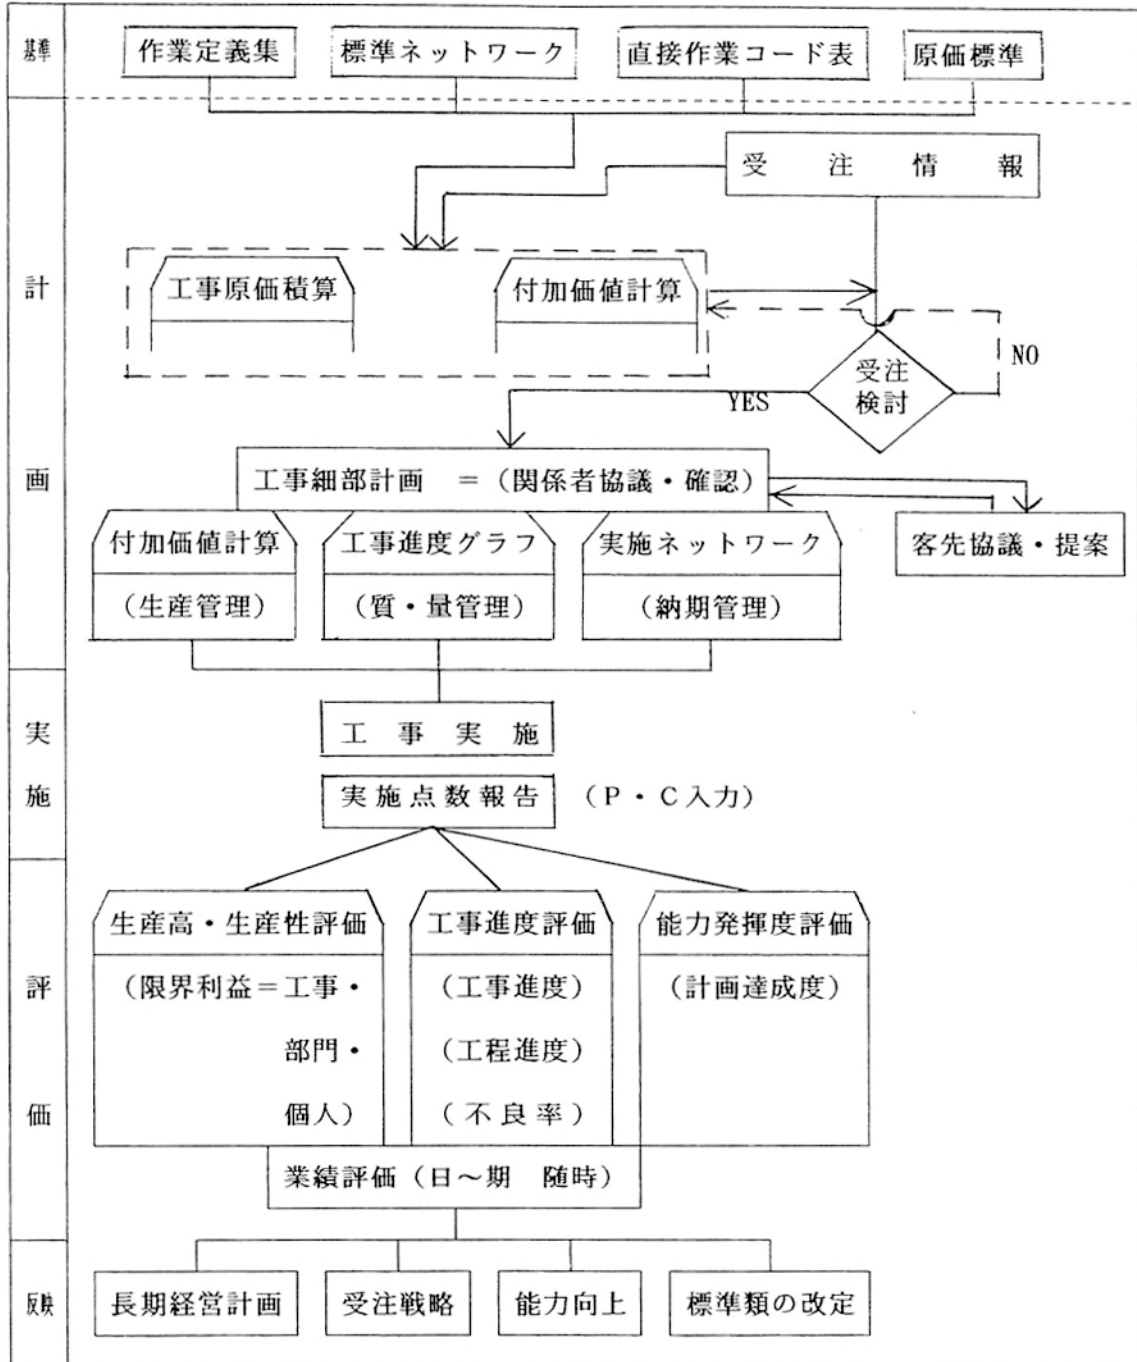 基準
作業定義集
標準ネットワーク
直接作業コード表
原価標準
計画
受注情報
工事原価積算
付加価値計算
受注
検討
NO
YES
工事細部計画 =(関係者協議・確認)
付加価値計算
工事進度グラフ
実施ネットワーク
客先協議・提案
(生産管理)
(質・量管理)
(納期管理)
実施
工事実施
実施点数報告 (P・C入力)
評価
生産高・生産性評価
工事進度評価
能力発揮度評価
(限界利益=工事・
部門・
個人)
(工事進度)
(工程進度)
(不良率)
(計画達成度)
業績評価(日~期 随時)
反映
長期経営計画
受注戦略
能力向上
標準類の改定